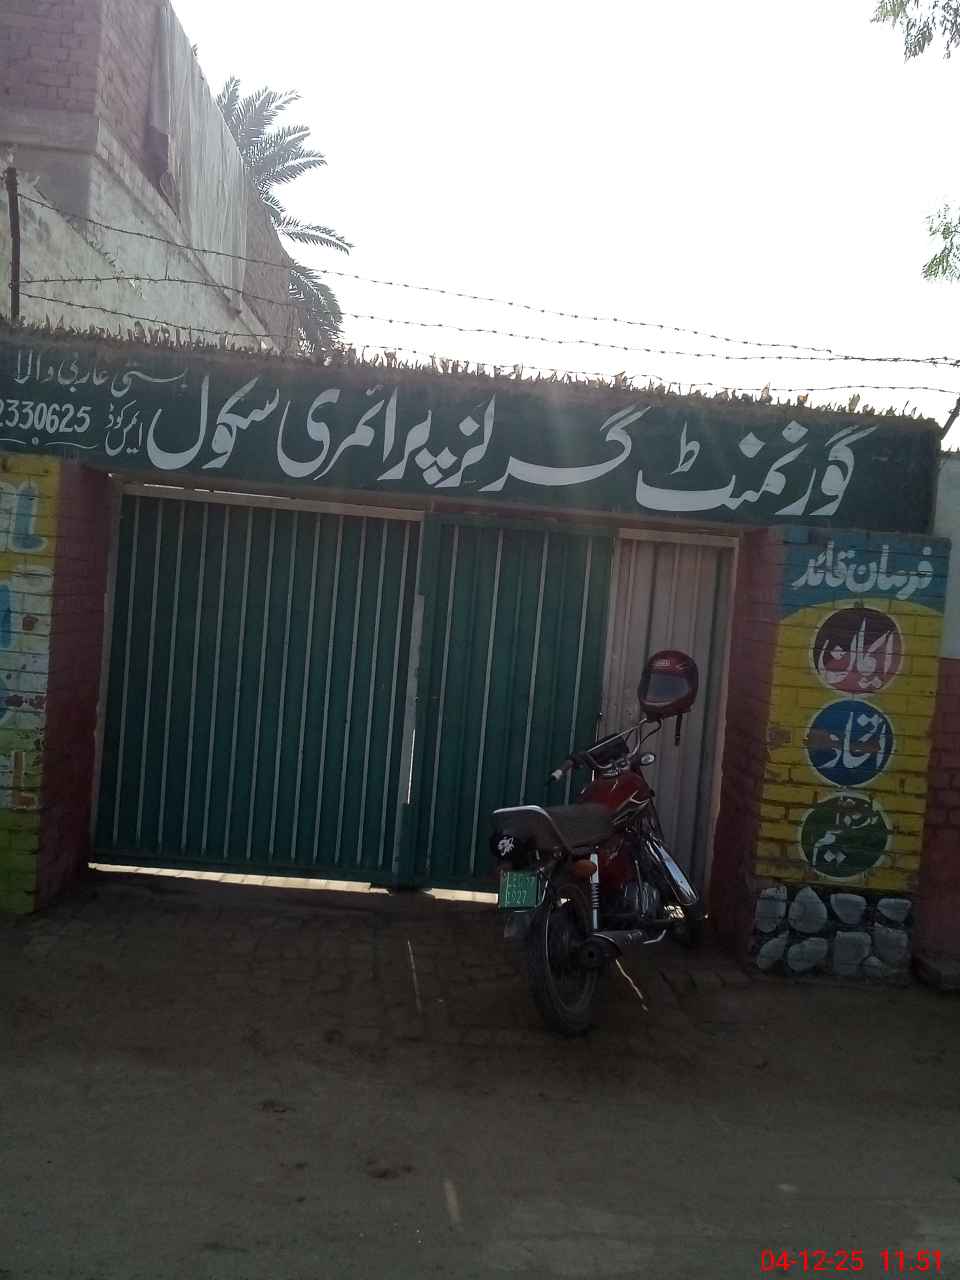 گورنمنٹ گرلز پرائمری سکول
بستی عاربی والا
ایمس کوڈ
2330625
فرمان قائد
ایمان
اتحاد
تنظیم
1927
04-12-25 11:51